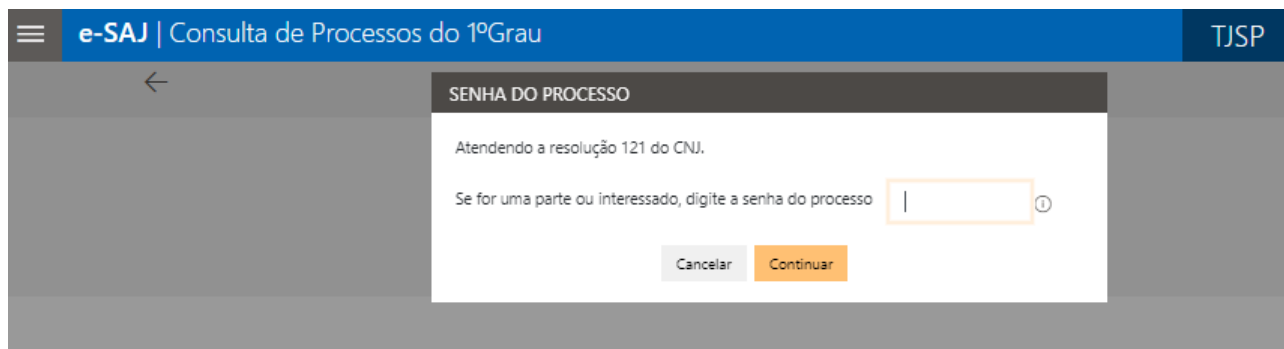 e-SAJ | Consulta de Processos do 1ºGrau
TJSP
SENHA DO PROCESSO
Atendendo a resolução 121 do CNJ.
Se for uma parte ou interessado, digite a senha do processo
Cancelar
Continuar